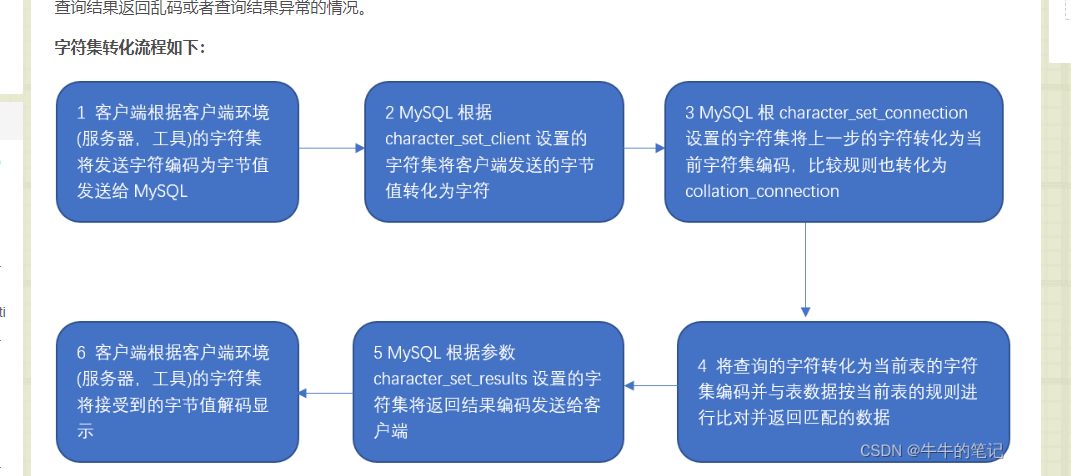 查询结果返回乱码或者查询结果异常的情况。
字符集转化流程如下：
1 客户端根据客户端环境
(服务器，工具)的字符集
将发送字符编码为字节值
发送给 MySQL
2 MySQL 根据
character_set_client 设置的
字符集将客户端发送的字节
值转化为字符
3 MySQL 根 character_set_connection
设置的字符集将上一步的字符转化为当
前字符集编码，比较规则也转化为
collation_connection
4 将查询的字符转化为当前表的字符
集编码并与表数据按当前表的规则进
行比对并返回匹配的数据
5 MySQL 根据参数
character_set_results 设置的字
符集将返回结果编码发送给客
户端
6 客户端根据客户端环境
(服务器，工具)的字符集
将接受到的字节值解码显
示
ti
CSDN @牛牛的笔记